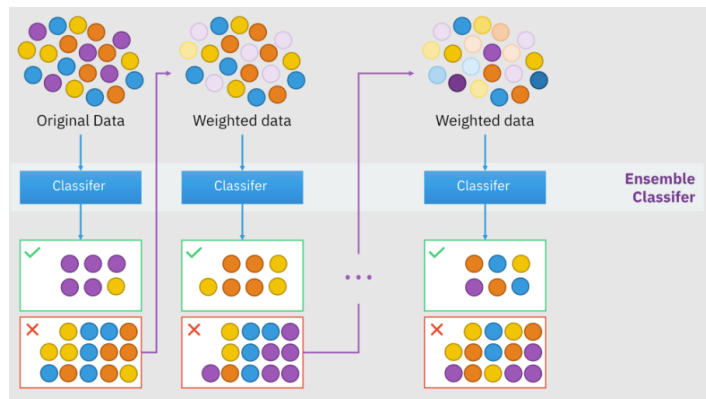 Original Data
Weighted data
Weighted data
Classifer
Classifer
Classifer
Ensemble
Classifer